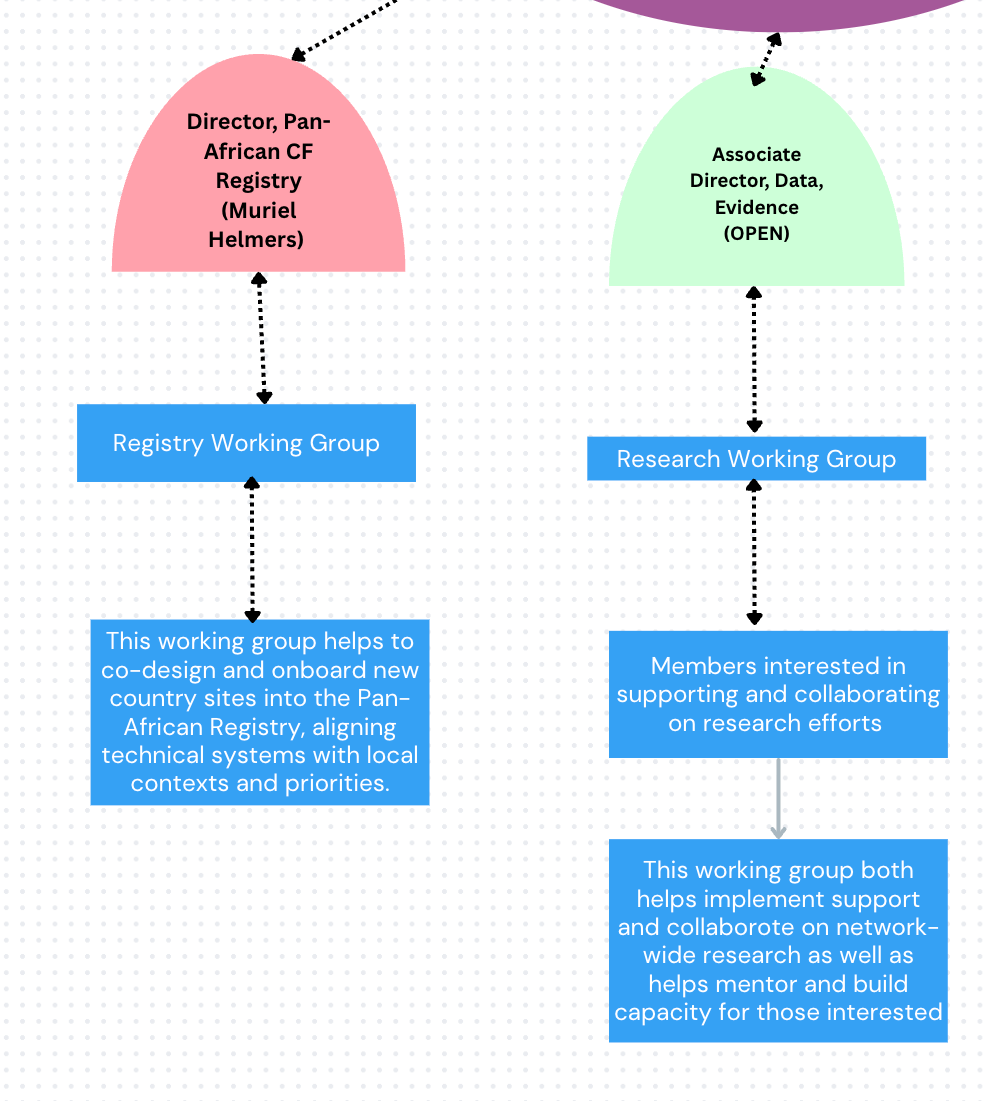 Director, Pan-
African CF
Registry
(Muriel
Helmers)
Associate
Director, Data,
Evidence
(OPEN)
Registry Working Group
Research Working Group
This working group helps to
co-design and onboard new
country sites into the Pan-
African Registry, aligning
technical systems with local
contexts and priorities.
Members interested in
supporting and collaborating
on research efforts
This working group both
helps implement support
and collaborote on network-
wide research as well as
helps mentor and build
capacity for those interested